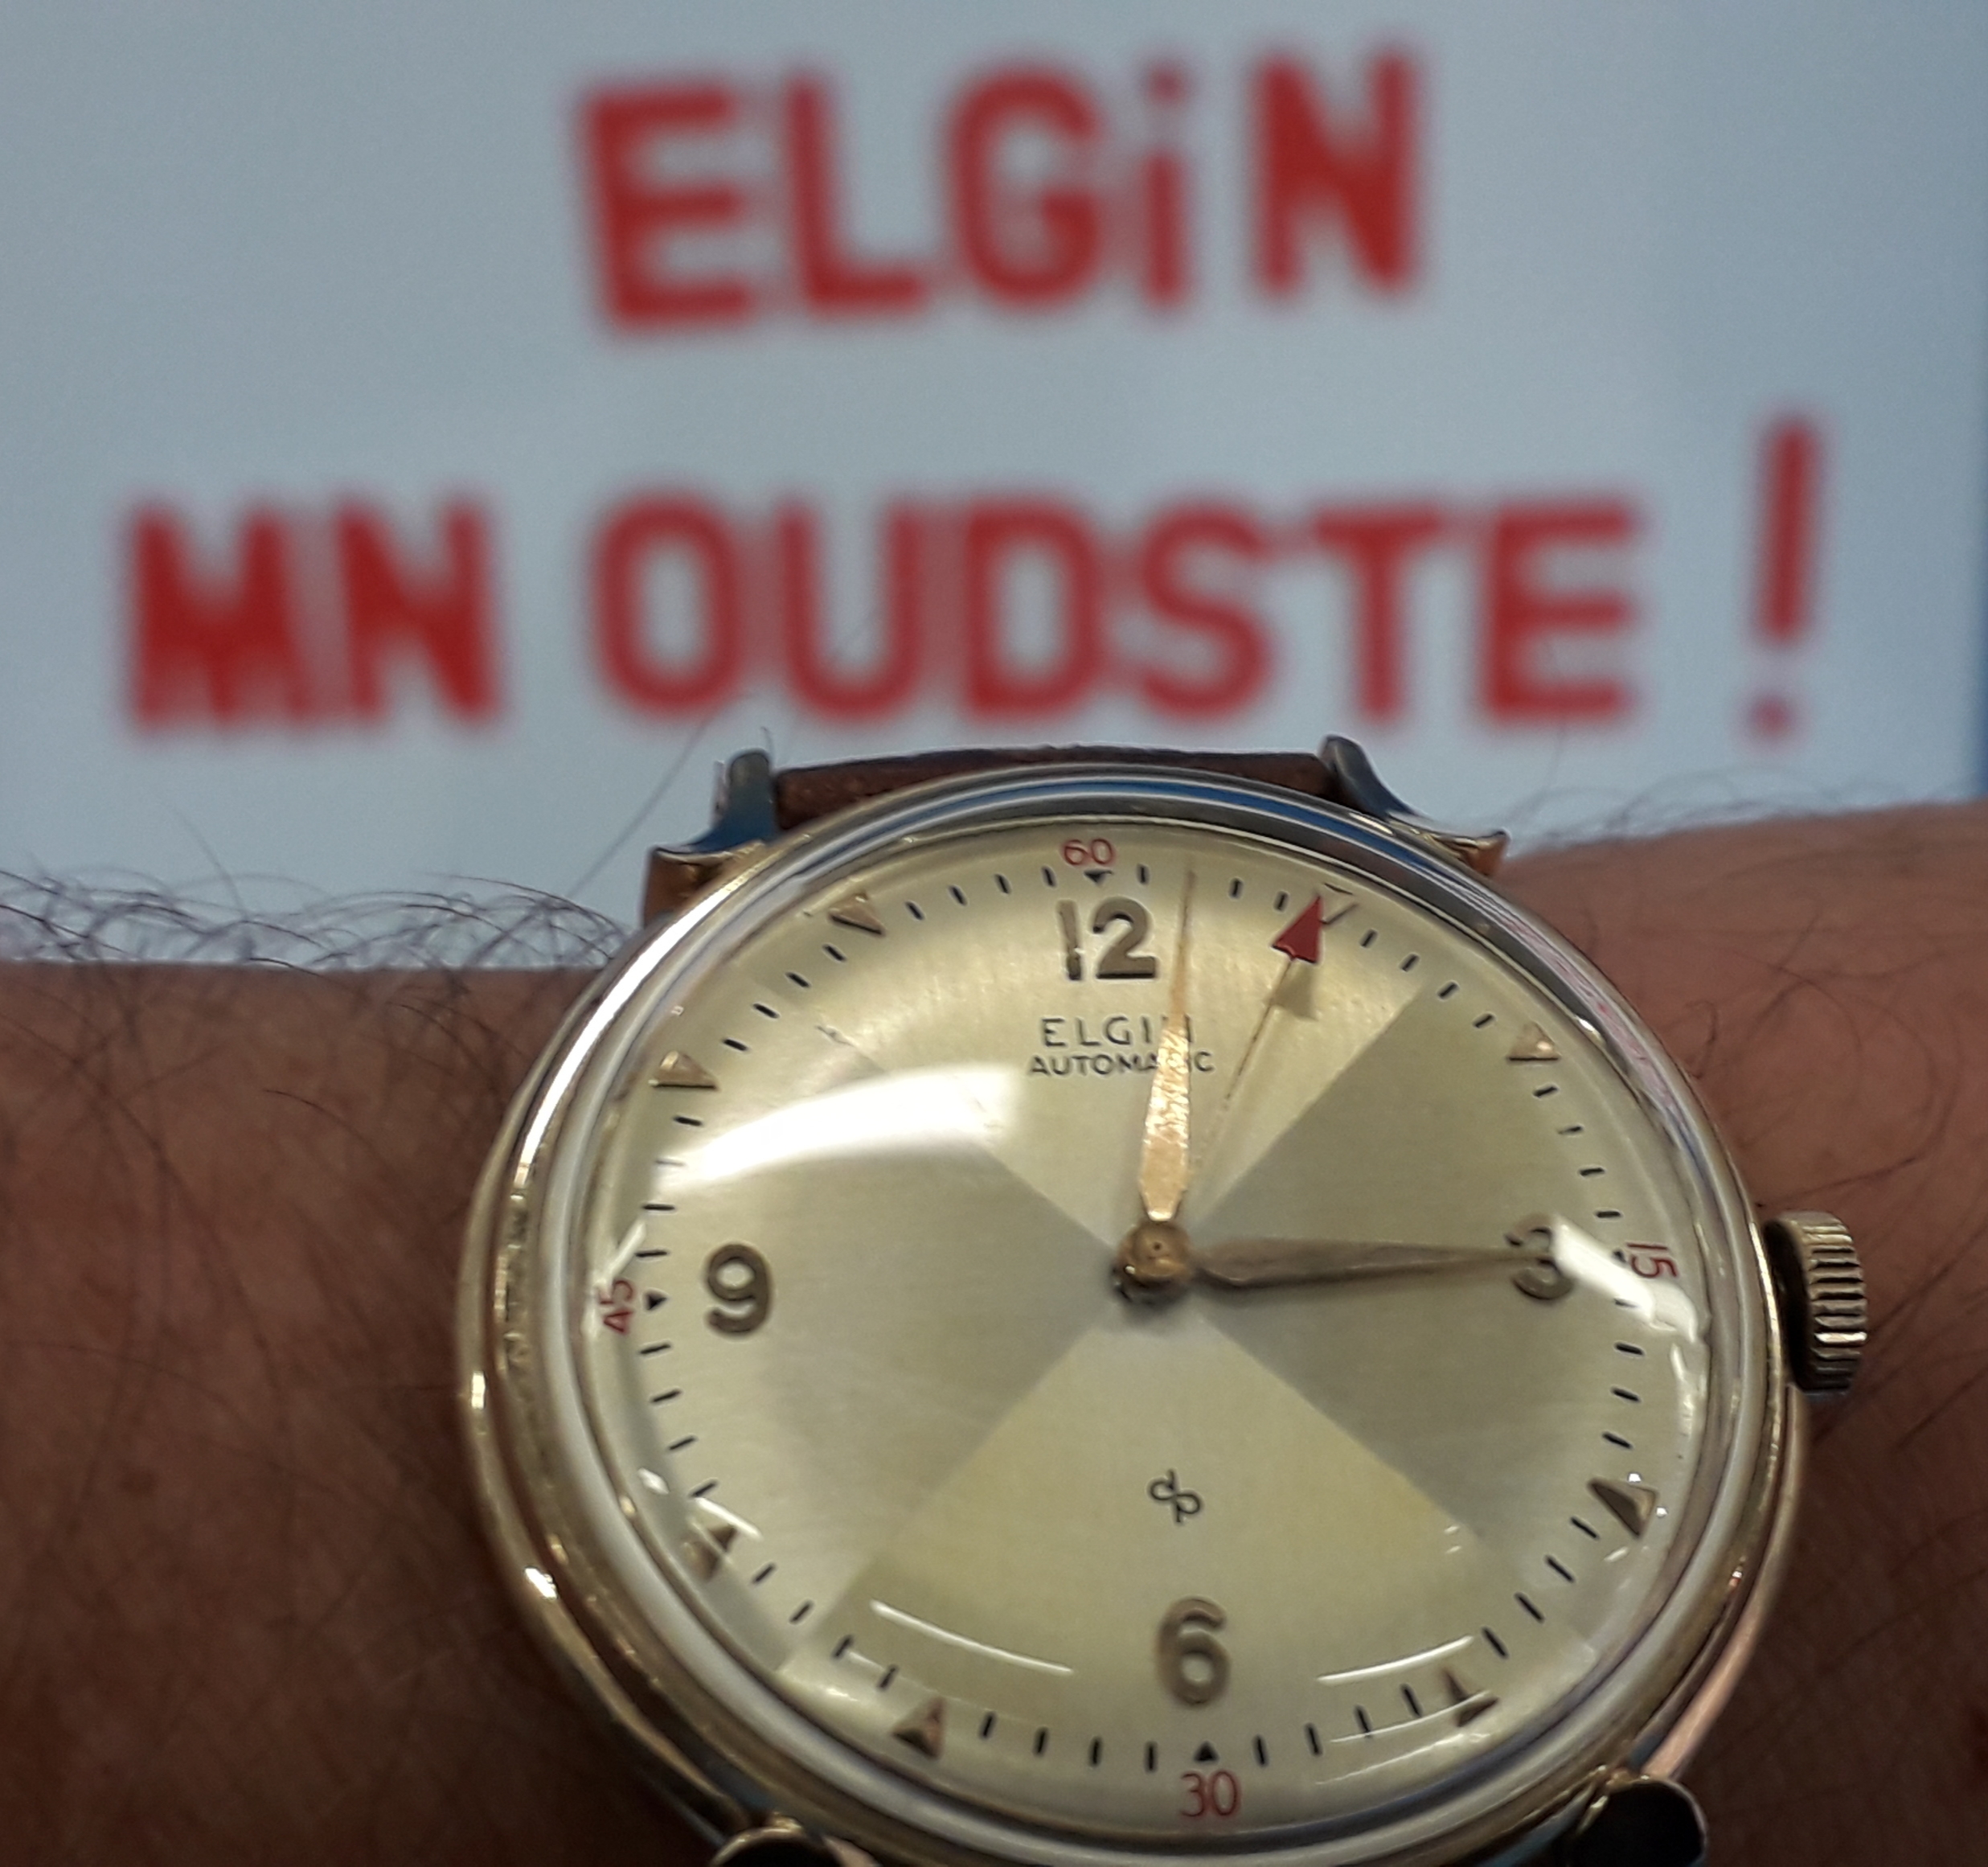 ELGiN
MN OUDSTE !
60
12
ELGIN
AUTOMATIC
9
3
45
15
6
30